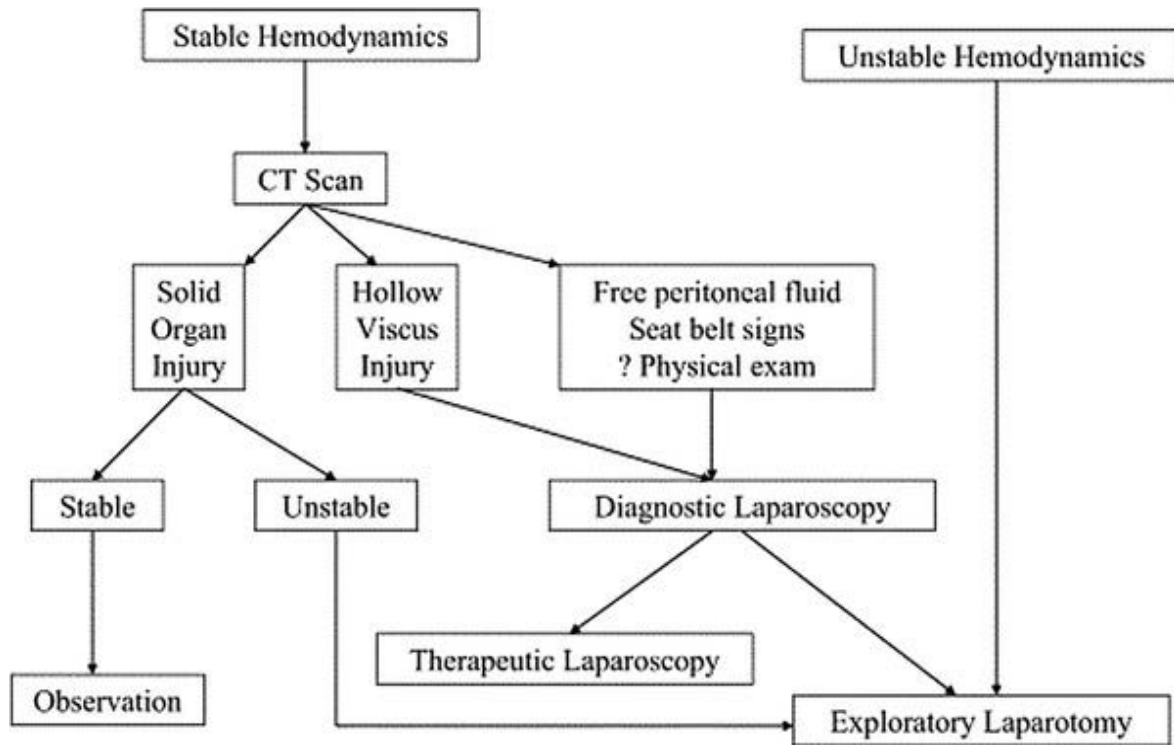 Stable Hemodynamics
Unstable Hemodynamics
CT Scan
Solid
Organ
Injury
Hollow
Viscus
Injury
Free peritoncal fluid
Seat belt signs
? Physical exam
Stable
Unstable
Diagnostic Laparoscopy
Therapeutic Laparoscopy
Observation
Exploratory Laparotomy